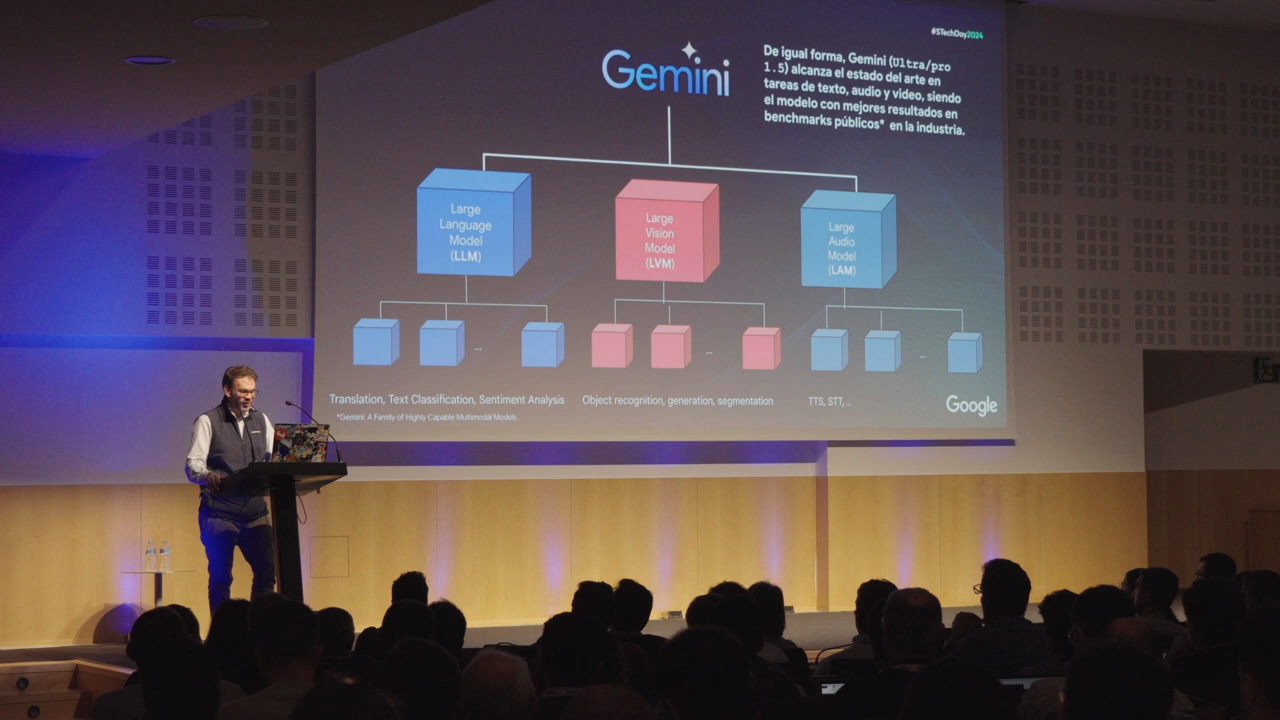 #STechDay2024
Gemini
De igual forma, Gemini (Ultra/pro
1.5) alcanza el estado del arte en
tareas de texto, audio y video, siendo
el modelo con mejores resultados en
benchmarks públicos* en la industria.
Large
Language
Model
(LLM)
Large
Vision
Model
(LVM)
Large
Audio
Model
(LAM)
...
...
...
Translation, Text Classification, Sentiment Analysis
Object recognition, generation, segmentation
TTS, STT, ..
*Gemini: A Family of Highly Capable Multimodal Models
Google